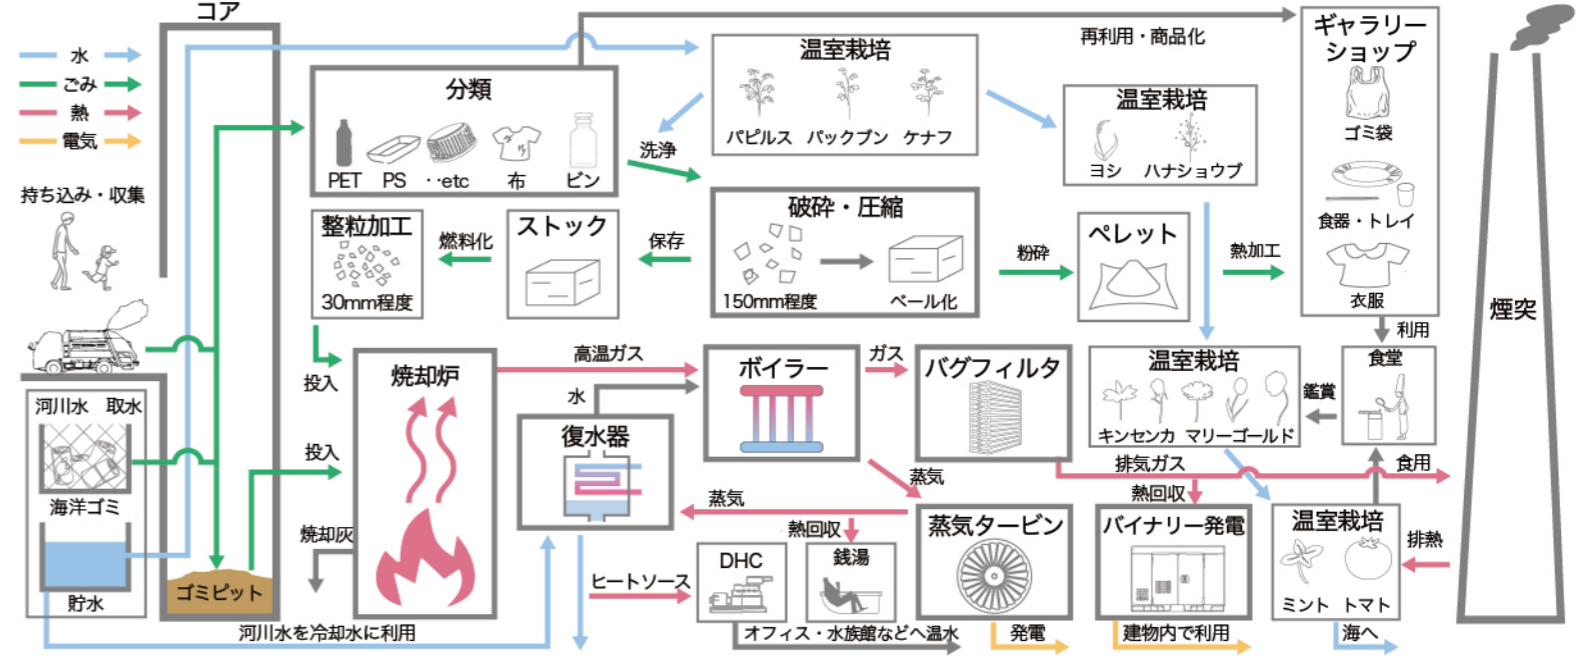 コア
水
ごみ
熱
電気
持ち込み・収集
河川水 取水
海洋ゴミ
貯水
ゴミピット
分類
PET PS ‥etc 布 ビン
洗浄
温室栽培
パピルス パックブン ケナフ
温室栽培
ヨシ ハナショウブ
再利用・商品化
ギャラリー
ショップ
ゴミ袋
食器・トレイ
衣服
整粒加工
30mm程度
燃料化
ストック
保存
破砕・圧縮
150mm程度 ベール化
粉砕
ペレット
熱加工
利用
投入
投入
焼却炉
焼却灰
高温ガス
水
復水器
ボイラー
ガス
バグフィルタ
温室栽培
キンセンカ マリーゴールド
鑑賞
食堂
食用
排気ガス
蒸気
蒸気
熱回収
熱回収
ヒートソース
DHC
銭湯
蒸気タービン
バイナリー発電
温室栽培
ミント トマト
排熱
煙突
河川水を冷却水に利用
オフィス・水族館などへ温水
発電
建物内で利用
海へ